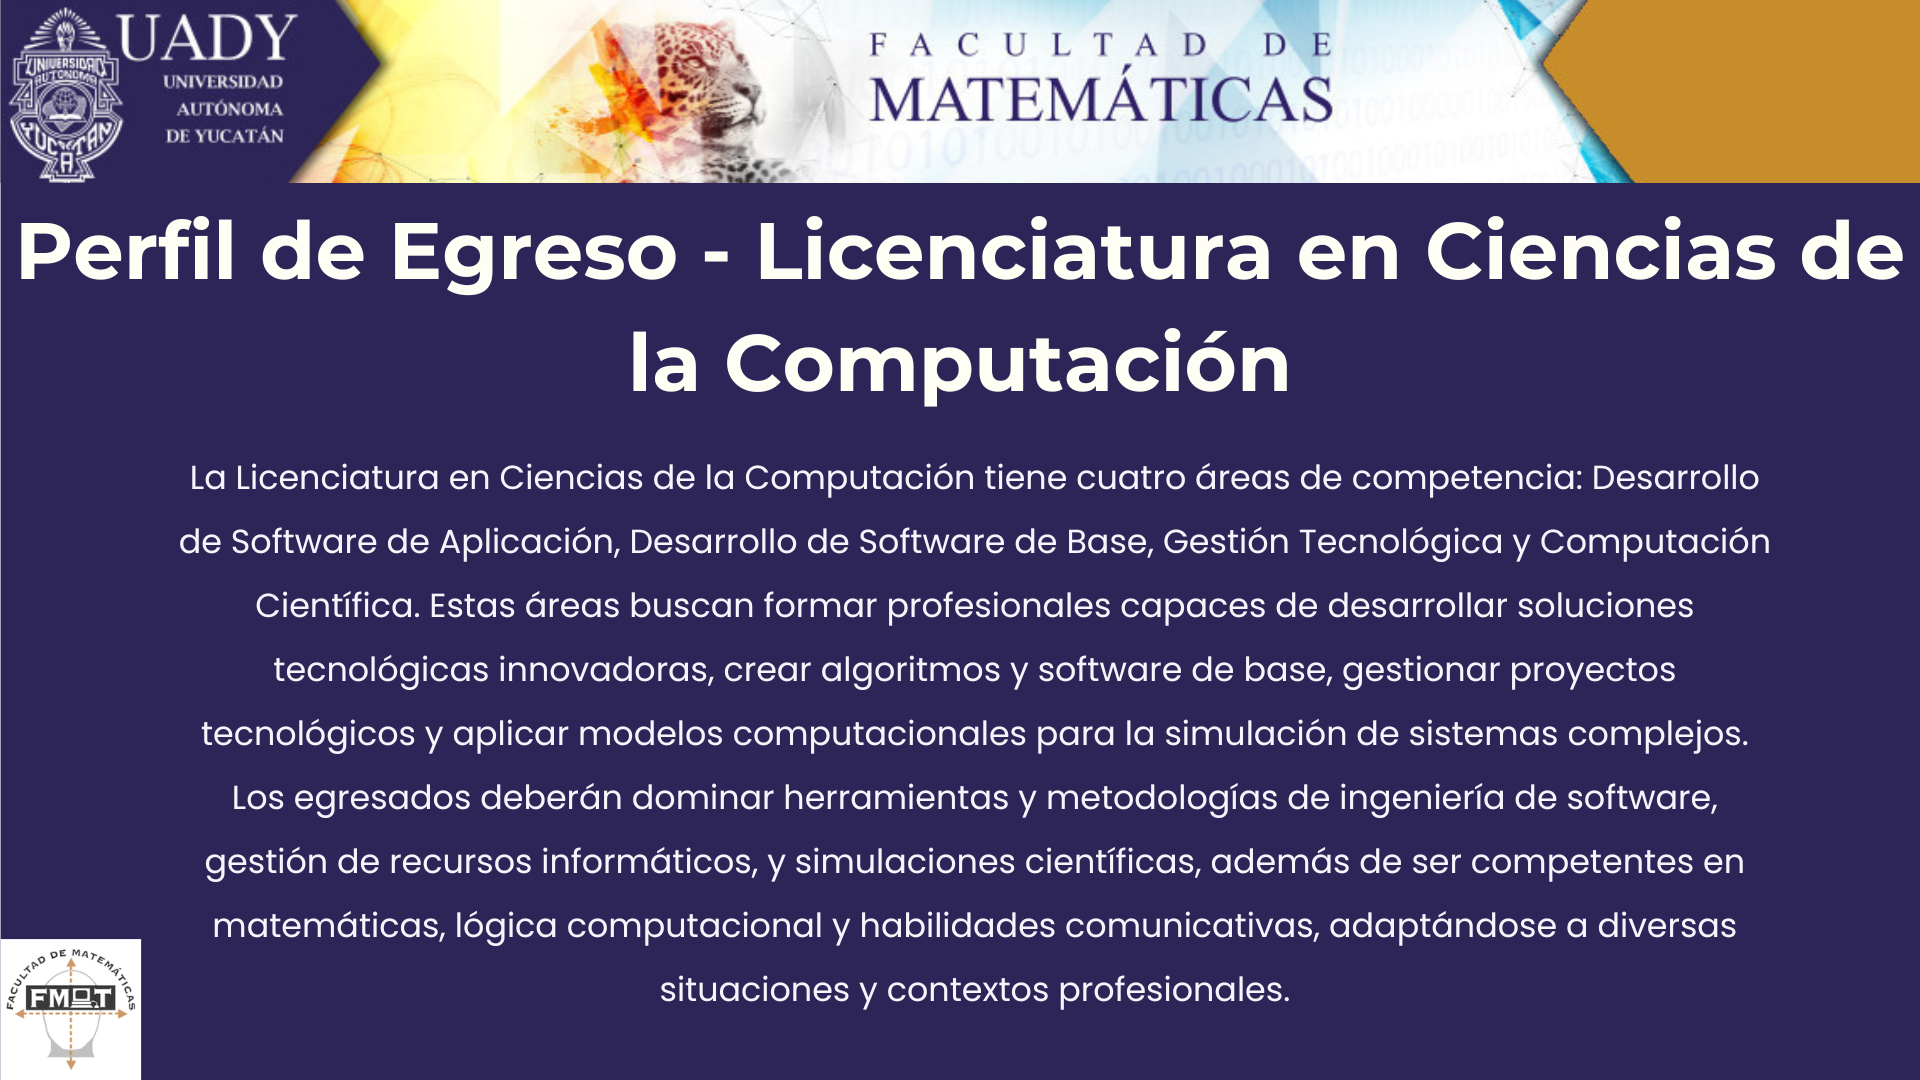 UADY
UNIVERSIDAD
AUTÓNOMA
DE YUCATÁN
UNIVERSIDAD
AUTONOMA
YUCATAN
FACULTAD DE
MATEMÁTICAS
Perfil de Egreso - Licenciatura en Ciencias de
la Computación
La Licenciatura en Ciencias de la Computación tiene cuatro áreas de competencia: Desarrollo
de Software de Aplicación, Desarrollo de Software de Base, Gestión Tecnológica y Computación
Científica. Estas áreas buscan formar profesionales capaces de desarrollar soluciones
tecnológicas innovadoras, crear algoritmos y software de base, gestionar proyectos
tecnológicos y aplicar modelos computacionales para la simulación de sistemas complejos.
Los egresados deberán dominar herramientas y metodologías de ingeniería de software,
gestión de recursos informáticos, y simulaciones científicas, además de ser competentes en
matemáticas, lógica computacional y habilidades comunicativas, adaptándose a diversas
situaciones y contextos profesionales.
FACULTAD DE MATEMÁTICAS
FMAT